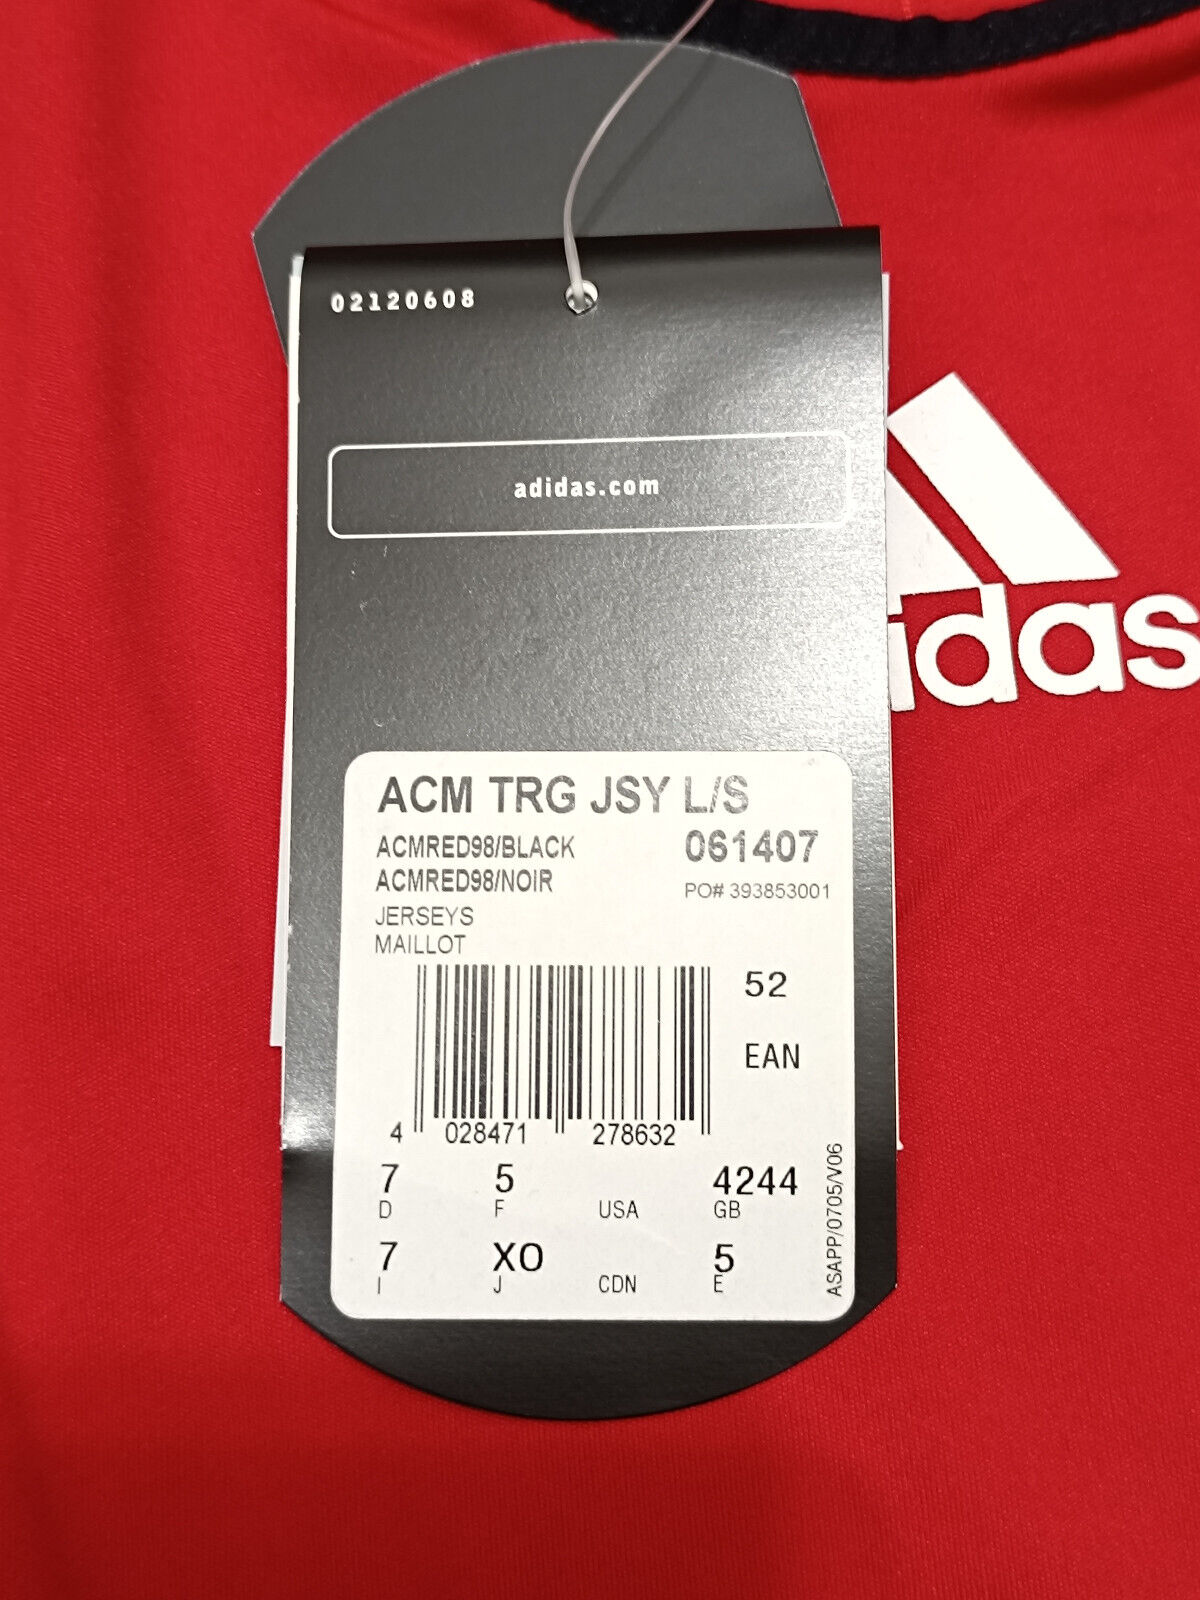 02120608
adidas.com
idas
ACM TRG JSY L/S
ACMRED98/BLACK 061407
ACMRED98/NOIR PO# 393853001
JERSEYS
MAILLOT
52
EAN
4 028471 278632
7 5 4244
D F USA GB
7 XO 5
I J CDN E
ASAPP/0705/V06